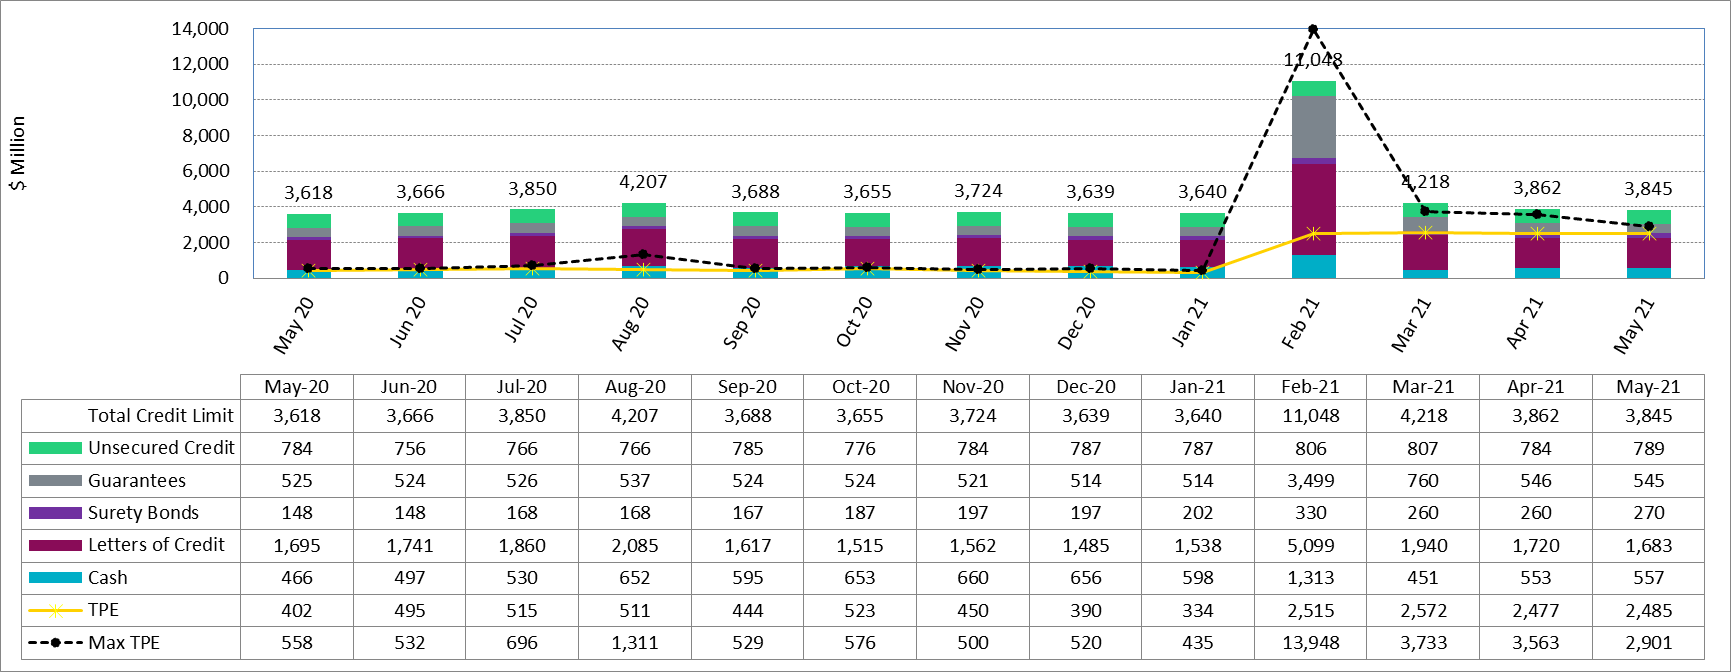 $ Million
14,000
12,000
10,000
8,000
6,000
4,000
2,000
0
3,618 3,666 3,850 4,207 3,688 3,655 3,724 3,639 3,640 11,048 4,218 3,862 3,845
May 20 Jun 20 Jul 20 Aug 20 Sep 20 Oct 20 Nov 20 Dec 20 Jan 21 Feb 21 Mar 21 Apr 21 May 21
May-20 Jun-20 Jul-20 Aug-20 Sep-20 Oct-20 Nov-20 Dec-20 Jan-21 Feb-21 Mar-21 Apr-21 May-21
Total Credit Limit 3,618 3,666 3,850 4,207 3,688 3,655 3,724 3,639 3,640 11,048 4,218 3,862 3,845
Unsecured Credit 784 756 766 766 785 776 784 787 787 806 807 784 789
Guarantees 525 524 526 537 524 524 521 514 514 3,499 760 546 545
Surety Bonds 148 148 168 168 167 187 197 197 202 330 260 260 270
Letters of Credit 1,695 1,741 1,860 2,085 1,617 1,515 1,562 1,485 1,538 5,099 1,940 1,720 1,683
Cash 466 497 530 652 595 653 660 656 598 1,313 451 553 557
TPE 402 495 515 511 444 523 450 390 334 2,515 2,572 2,477 2,485
Max TPE 558 532 696 1,311 529 576 500 520 435 13,948 3,733 3,563 2,901